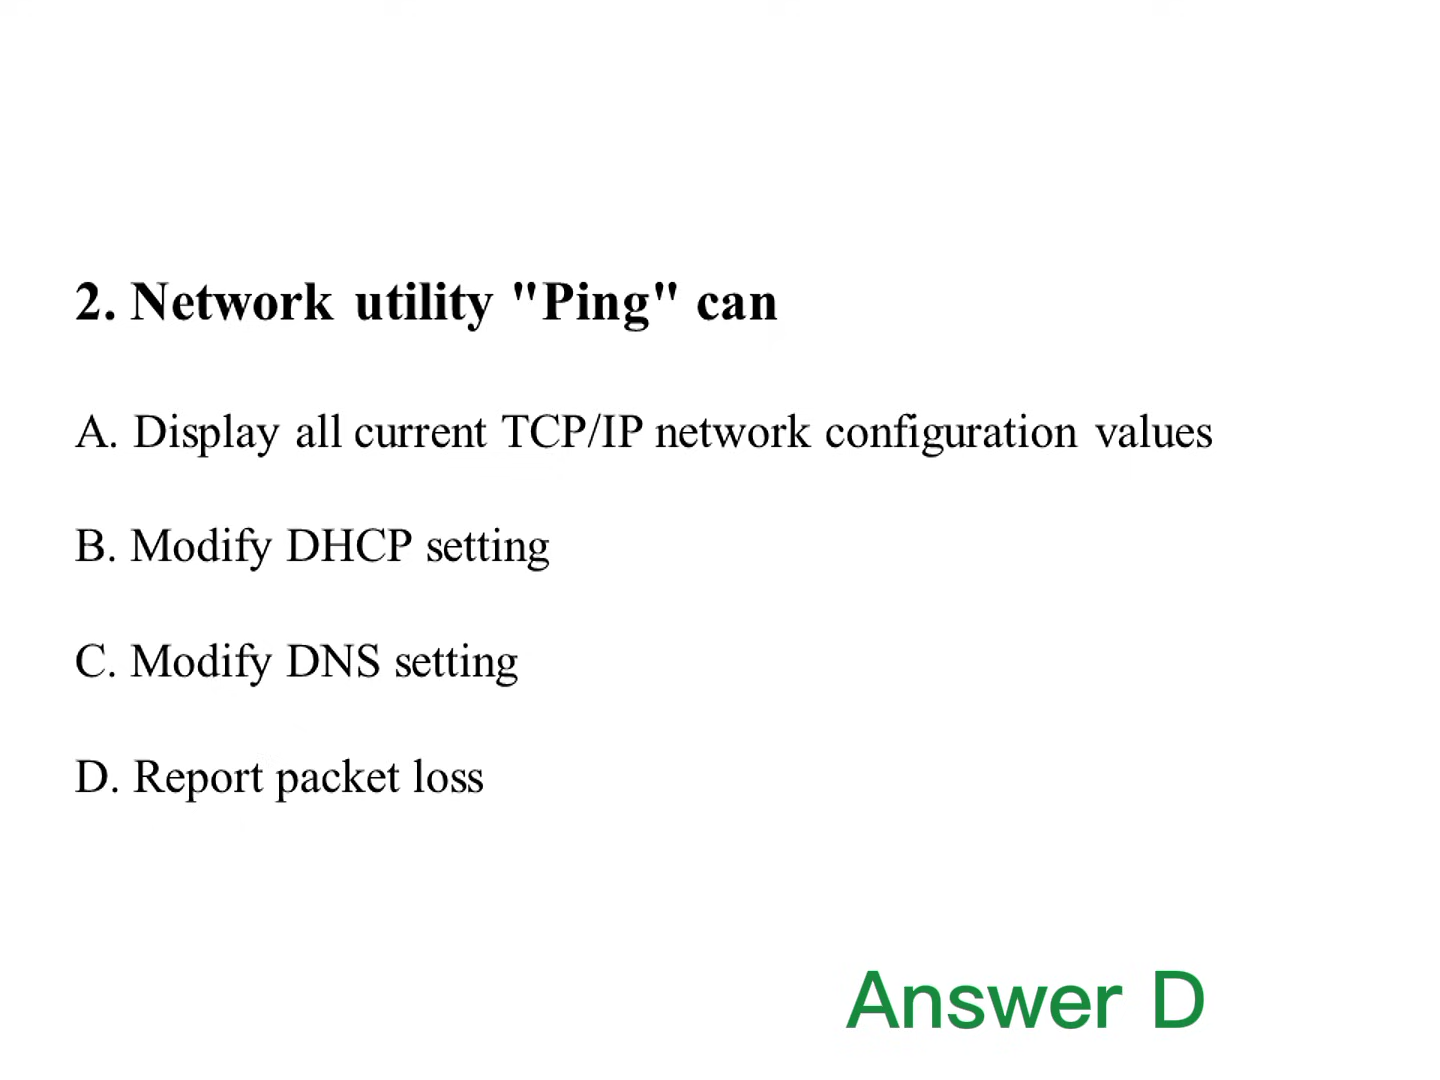 2. Network utility "Ping" can
A. Display all current TCP/IP network configuration values
B. Modify DHCP setting
C. Modify DNS setting
D. Report packet loss
Answer D